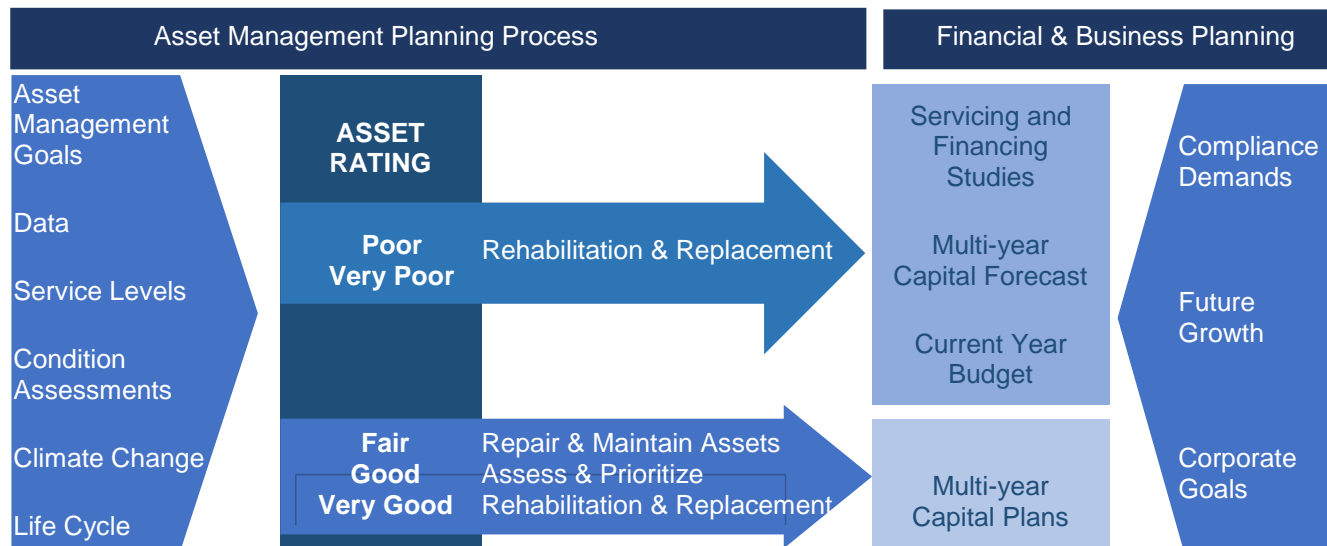 Asset Management Planning Process
Financial & Business Planning
Asset
Management
Goals
Data
Service Levels
Condition
Assessments
Climate Change
Life Cycle
ASSET
RATING
Poor
Very Poor
Rehabilitation & Replacement
Fair
Good
Very Good
Repair & Maintain Assets
Assess & Prioritize
Rehabilitation & Replacement
Servicing and
Financing
Studies
Multi-year
Capital Forecast
Current Year
Budget
Multi-year
Capital Plans
Compliance
Demands
Future
Growth
Corporate
Goals